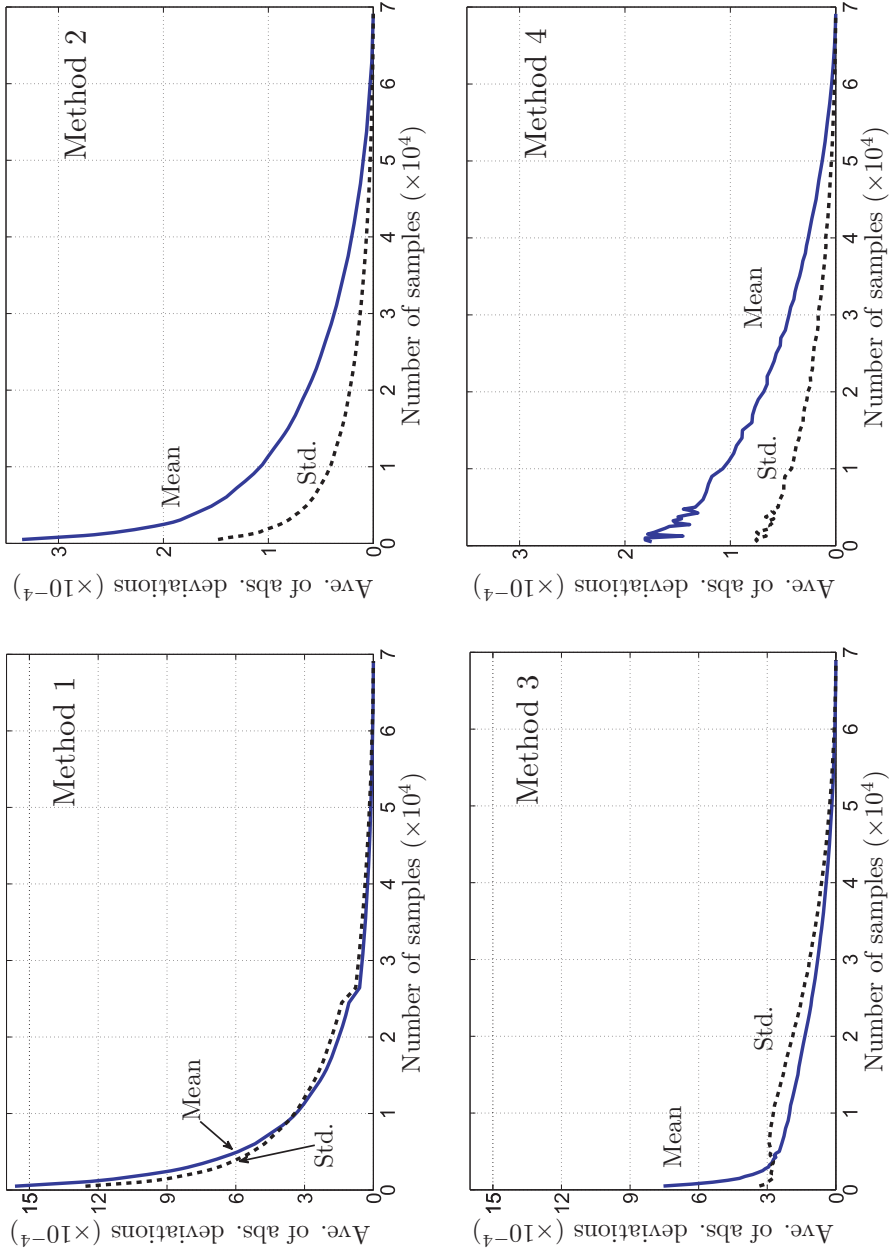 Method 1
Mean
Std.
15
12
9
6
3
0
0 1 2 3 4 5 6 7
Ave. of abs. deviations (×10⁻⁴)
Number of samples (×10⁴)
Method 2
Mean
Std.
3
2
1
0
0 1 2 3 4 5 6 7
Ave. of abs. deviations (×10⁻⁴)
Number of samples (×10⁴)
Method 3
Mean
Std.
15
12
9
6
3
0
0 1 2 3 4 5 6 7
Ave. of abs. deviations (×10⁻⁴)
Number of samples (×10⁴)
Method 4
Mean
Std.
3
2
1
0
0 1 2 3 4 5 6 7
Ave. of abs. deviations (×10⁻⁴)
Number of samples (×10⁴)